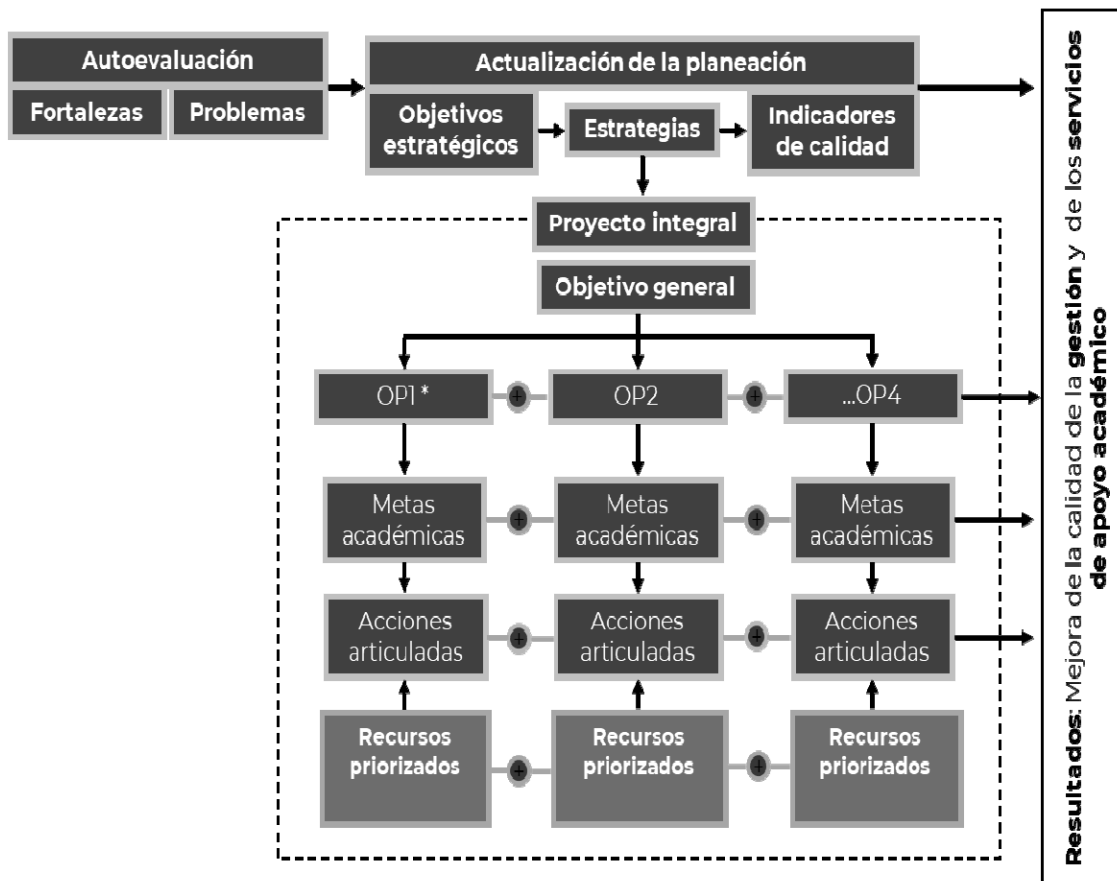 Autoevaluación
Fortalezas
Problemas
Actualización de la planeación
Objetivos
estratégicos
Estrategias
Indicadores
de calidad
Proyecto integral
Objetivo general
OP1 *
+
OP2
+
...OP4
Metas
académicas
+
Metas
académicas
+
Metas
académicas
Acciones
articuladas
+
Acciones
articuladas
+
Acciones
articuladas
Recursos
priorizados
+
Recursos
priorizados
+
Recursos
priorizados
Resultados: Mejora de la calidad de la gestión y de los servicios
de apoyo académico